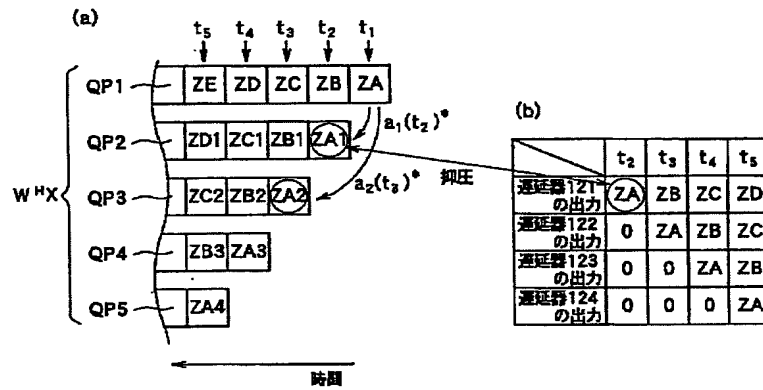 (a)
t₅ t₄ t₃ t₂ t₁
QP1 ZE ZD ZC ZB ZA
QP2 ZD1 ZC1 ZB1 ZA1
a₁(t₂)*
QP3 ZC2 ZB2 ZA2
a₂(t₃)*
QP4 ZB3 ZA3
QP5 ZA4
WᴴX
時間
抑圧
(b)
t₂ t₃ t₄ t₅
遅延器121の出力 ZA ZB ZC ZD
遅延器122の出力 0 ZA ZB ZC
遅延器123の出力 0 0 ZA ZB
遅延器124の出力 0 0 0 ZA